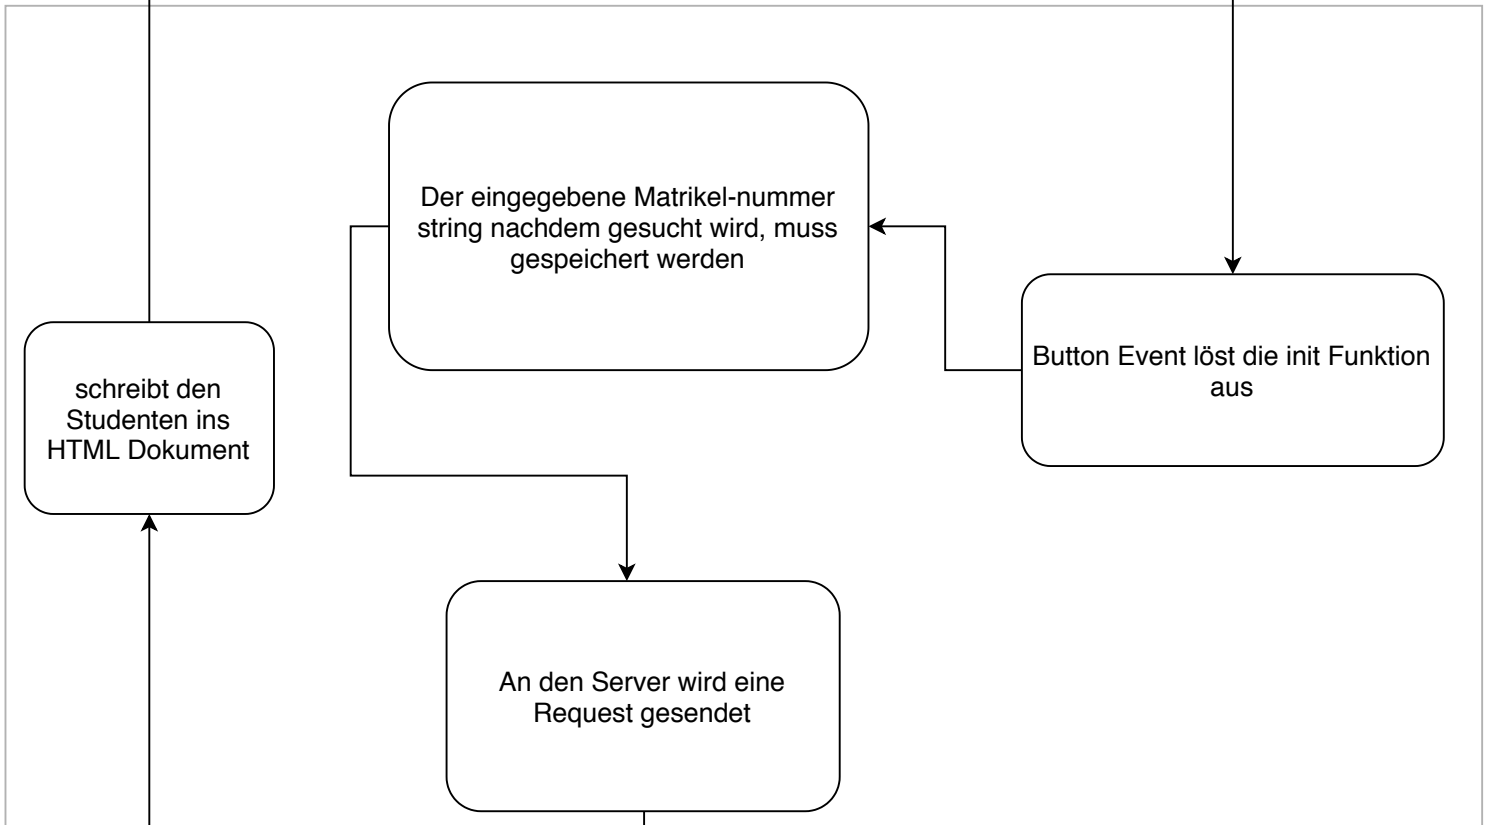 Der eingegebene Matrikel-nummer
string nachdem gesucht wird, muss
gespeichert werden
Button Event löst die init Funktion
aus
schreibt den
Studenten ins
HTML Dokument
An den Server wird eine
Request gesendet